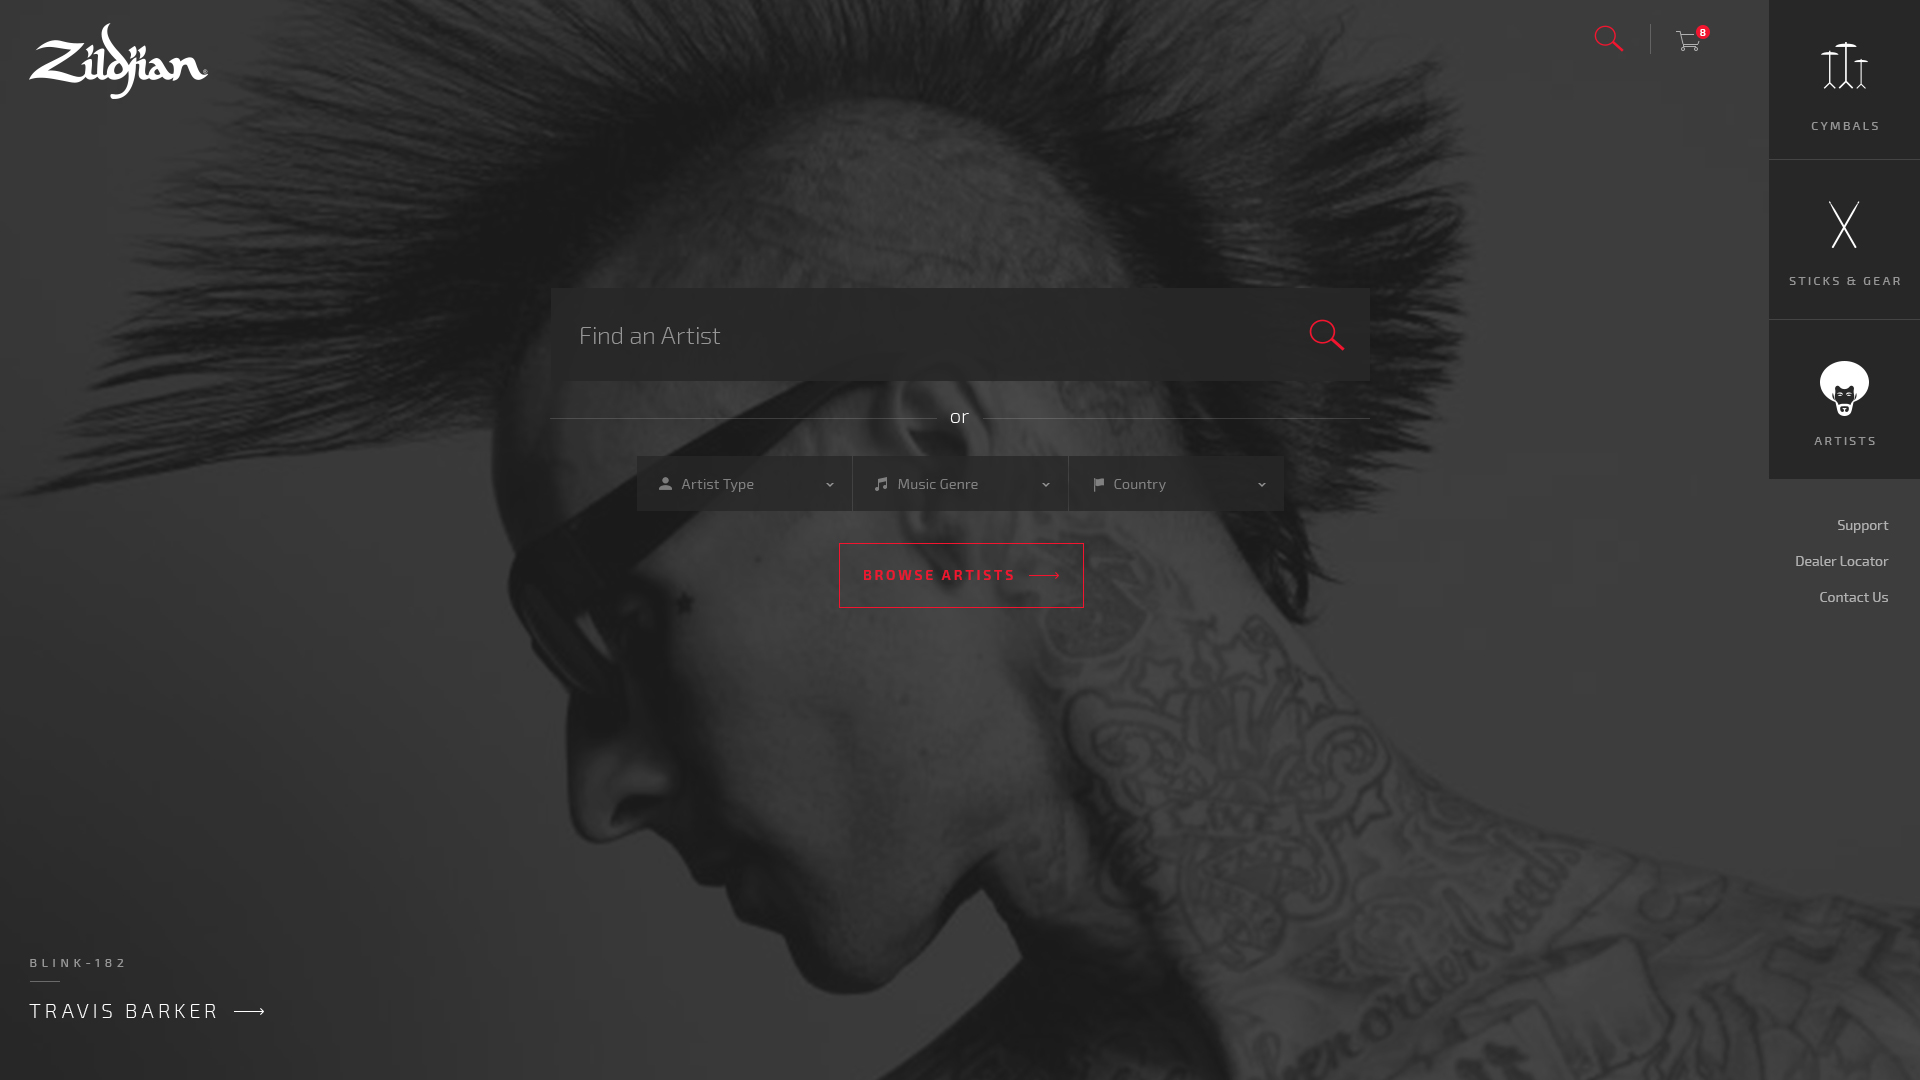 Zildjian
8
CYMBALS
STICKS & GEAR
ARTISTS
Find an Artist
or
Artist Type
Music Genre
Country
BROWSE ARTISTS
Support
Dealer Locator
Contact Us
BLINK-182
TRAVIS BARKER